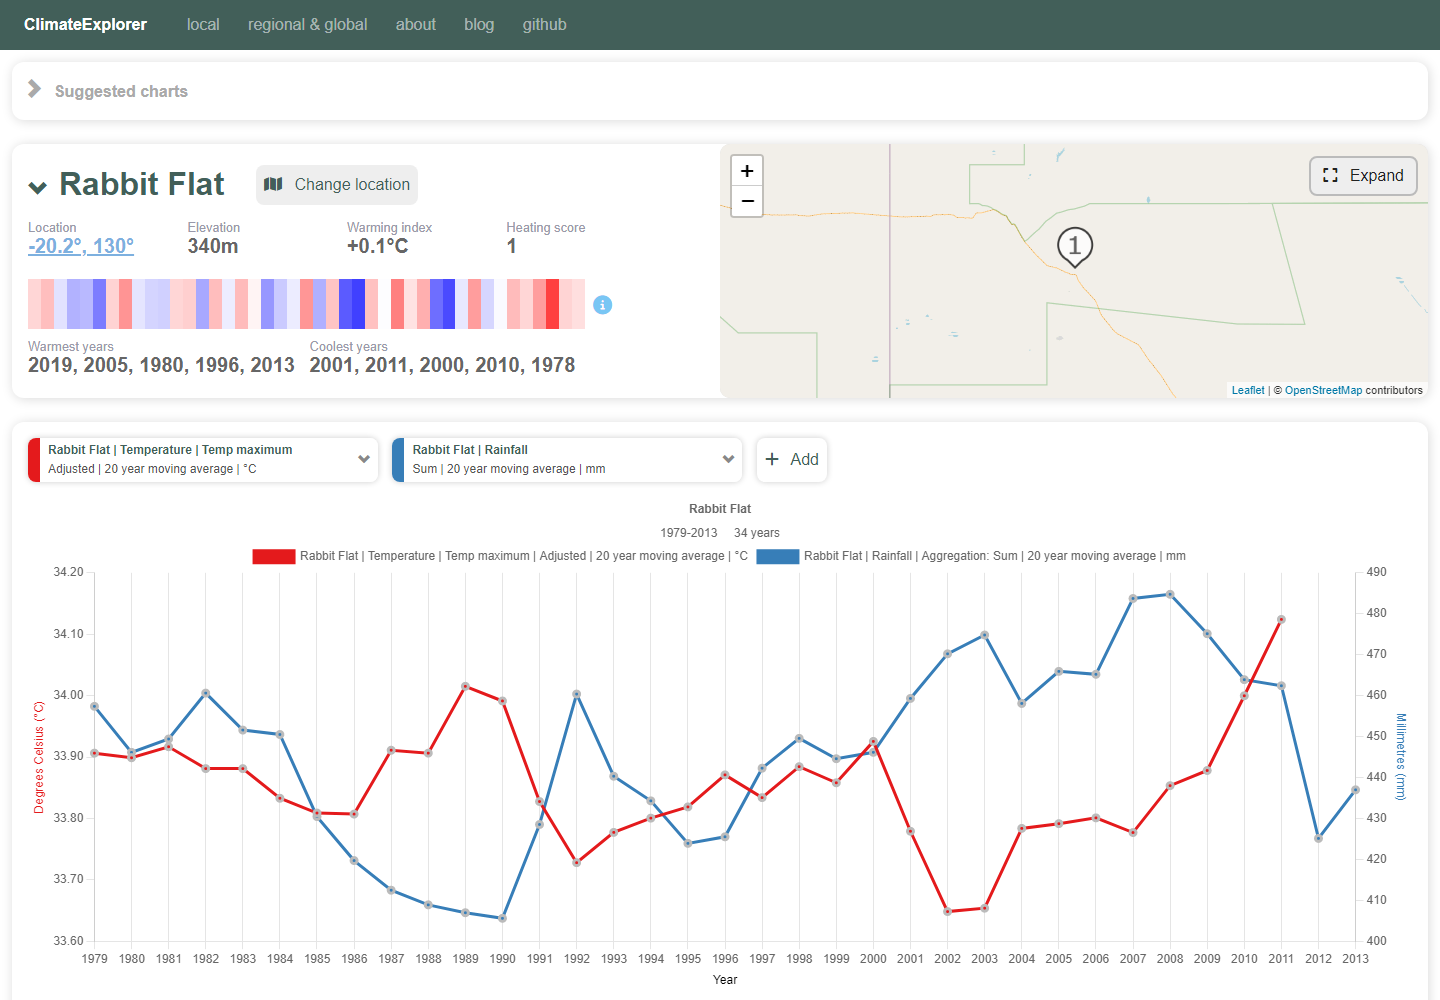 ClimateExplorer local regional & global about blog github
Suggested charts
Rabbit Flat Change location
Location Elevation Warming index Heating score
-20.2°, 130° 340m +0.1°C 1
Warmest years Coolest years
2019, 2005, 1980, 1996, 2013 2001, 2011, 2000, 2010, 1978
+
−
Expand
1
Leaflet | © OpenStreetMap contributors
Rabbit Flat | Temperature | Temp maximum
Adjusted | 20 year moving average | °C
Rabbit Flat | Rainfall
Sum | 20 year moving average | mm
+ Add
Rabbit Flat
1979-2013 34 years
Rabbit Flat | Temperature | Temp maximum | Adjusted | 20 year moving average | °C Rabbit Flat | Rainfall | Aggregation: Sum | 20 year moving average | mm
Degrees Celsius (°C)
34.20
34.10
34.00
33.90
33.80
33.70
33.60
490
480
470
460
450
440
430
420
410
400
Millimetres (mm)
1979 1980 1981 1982 1983 1984 1985 1986 1987 1988 1989 1990 1991 1992 1993 1994 1995 1996 1997 1998 1999 2000 2001 2002 2003 2004 2005 2006 2007 2008 2009 2010 2011 2012 2013
Year